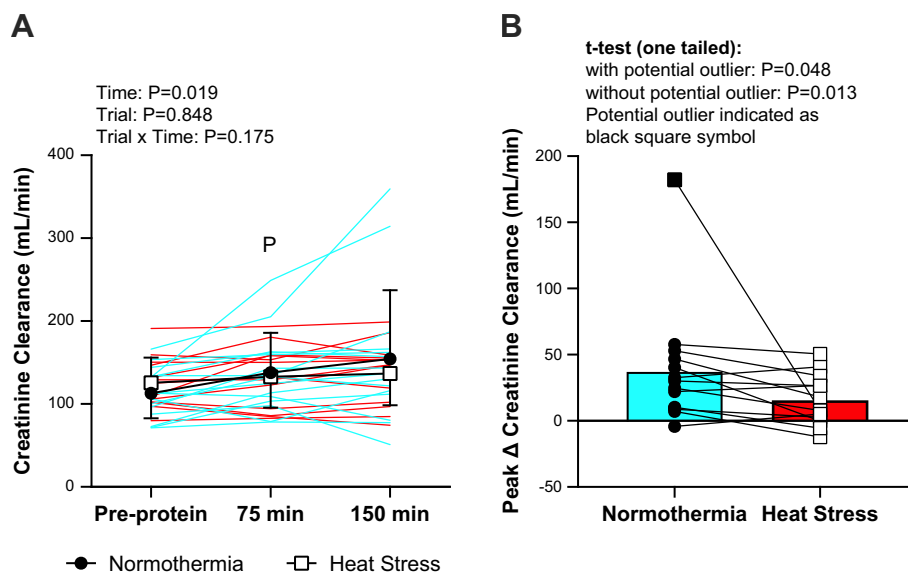 A
Time: P=0.019
Trial: P=0.848
Trial x Time: P=0.175
Creatinine Clearance (mL/min)
400
300
200
100
0
P
Pre-protein 75 min 150 min
Normothermia Heat Stress
B
t-test (one tailed):
with potential outlier: P=0.048
without potential outlier: P=0.013
Potential outlier indicated as
black square symbol
Peak Δ Creatinine Clearance (mL/min)
200
150
100
50
0
-50
Normothermia Heat Stress